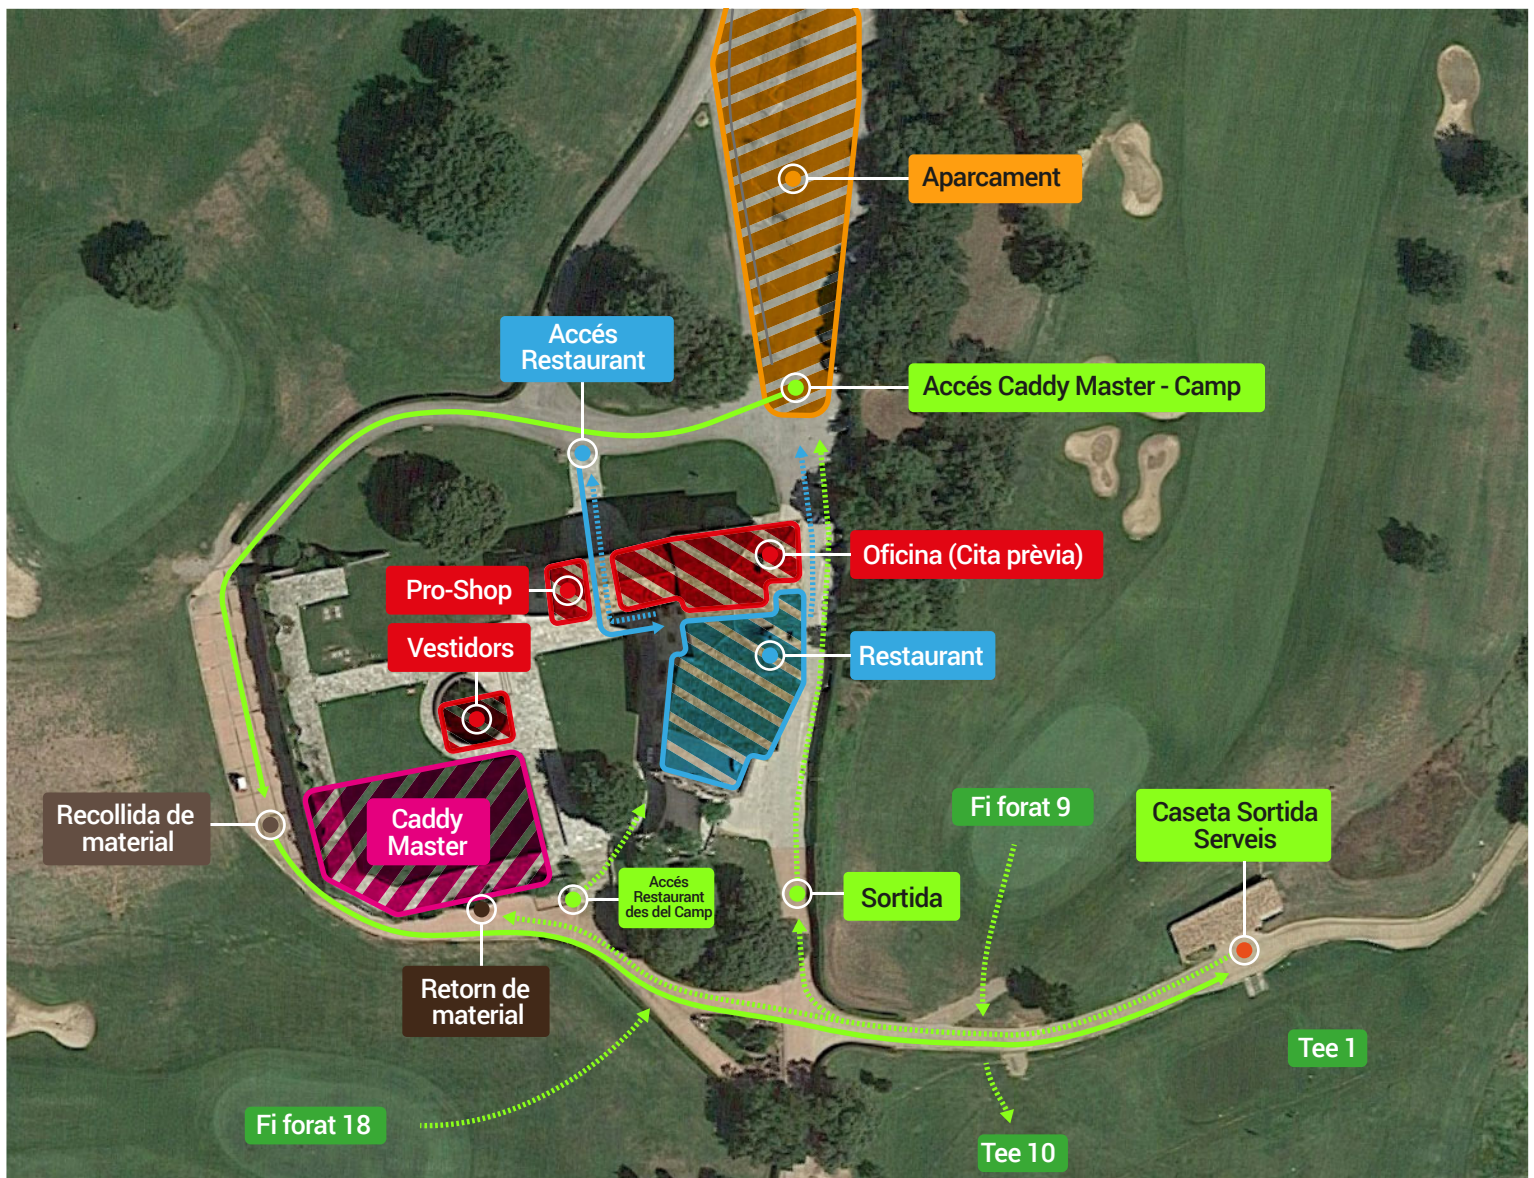 Aparcament
Accés
Restaurant
Accés Caddy Master - Camp
Oficina (Cita prèvia)
Pro-Shop
Vestidors
Restaurant
Recollida de
material
Caddy
Master
Fi forat 9
Caseta Sortida
Serveis
Accés
Restaurant
des del Camp
Sortida
Retorn de
material
Tee 1
Fi forat 18
Tee 10